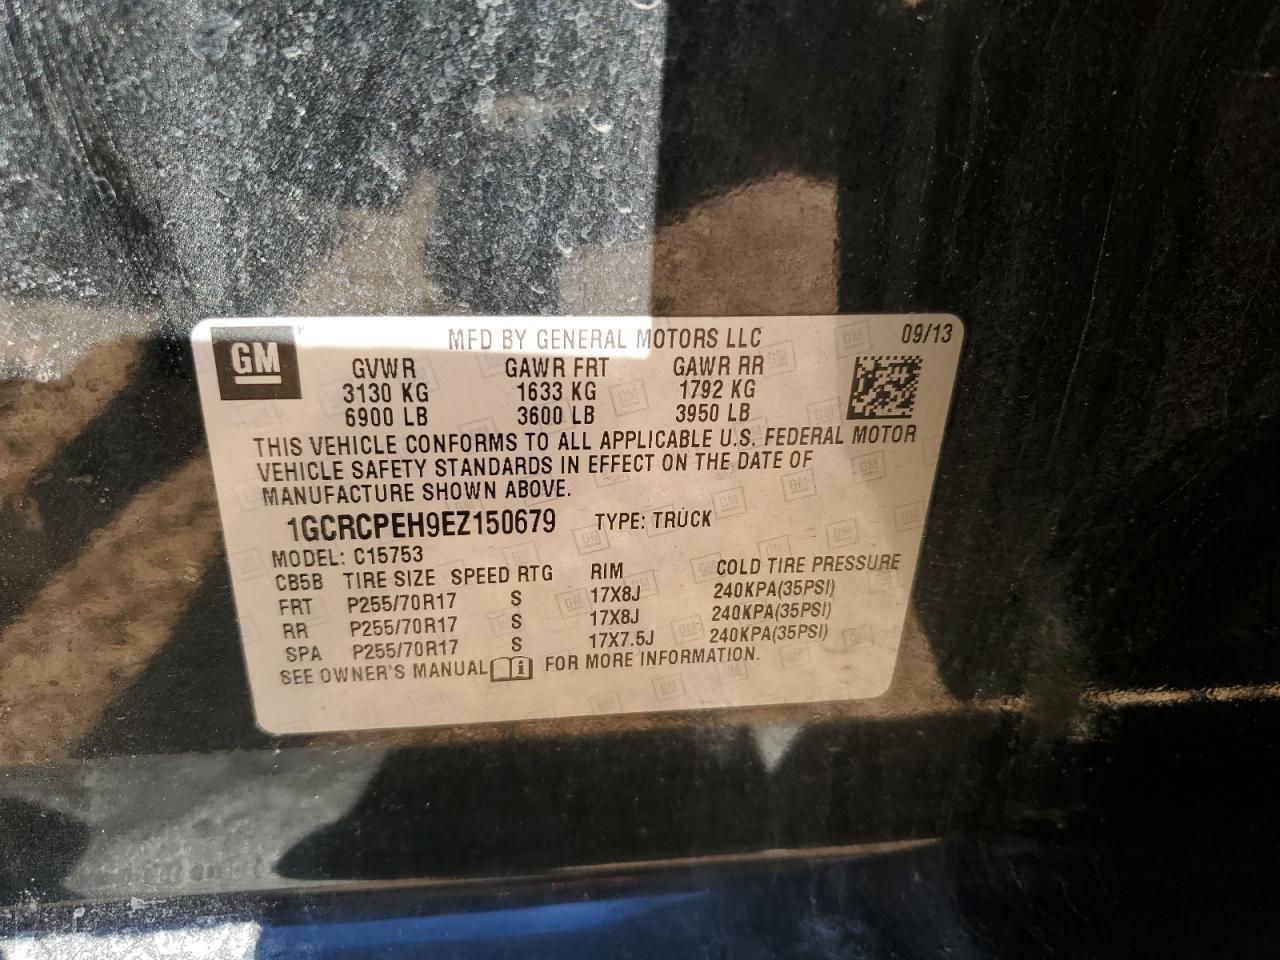 GM
MFD BY GENERAL MOTORS LLC 09/13
GVWR GAWR FRT GAWR RR
3130 KG 1633 KG 1792 KG
6900 LB 3600 LB 3950 LB
THIS VEHICLE CONFORMS TO ALL APPLICABLE U.S. FEDERAL MOTOR
VEHICLE SAFETY STANDARDS IN EFFECT ON THE DATE OF
MANUFACTURE SHOWN ABOVE.
1GCRCPEH9EZ150679 TYPE: TRUCK
MODEL: C15753
CB5B TIRE SIZE SPEED RTG RIM COLD TIRE PRESSURE
FRT P255/70R17 S 17X8J 240KPA(35PSI)
RR P255/70R17 S 17X8J 240KPA(35PSI)
SPA P255/70R17 S 17X7.5J 240KPA(35PSI)
SEE OWNER'S MANUAL FOR MORE INFORMATION.